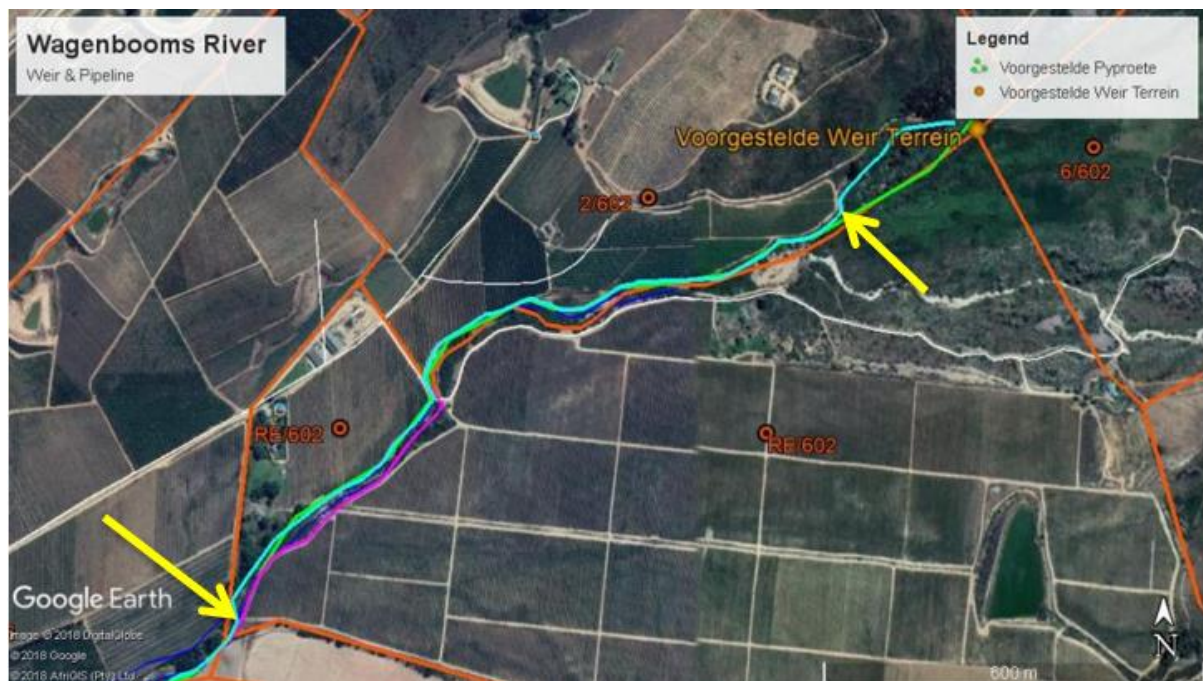 Wagenbooms River
Weir & Pipeline
Legend
Voorgestelde Pyproete
Voorgestelde Weir Terrein
Voorgestelde Weir Terrein
6/602
2/602
RE/602
RE/602
Google Earth
Image © 2018 DigitalGlobe
© 2018 Google
© 2018 AfriGIS (Pty) Ltd
N
600 m